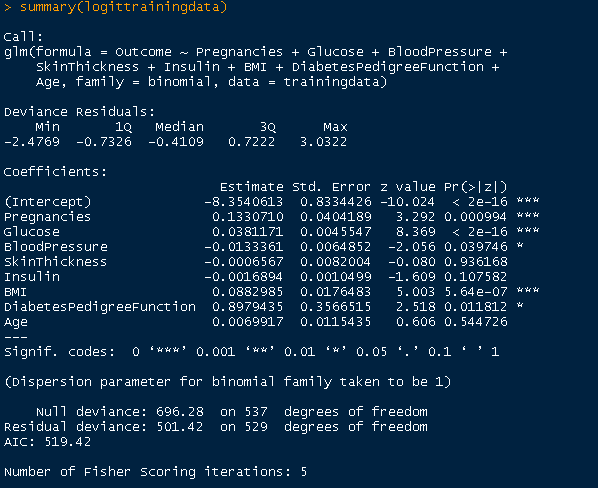 > summary(logittrainingdata)
Call:
glm(formula = Outcome ~ Pregnancies + Glucose + BloodPressure +
    SkinThickness + Insulin + BMI + DiabetesPedigreeFunction +
    Age, family = binomial, data = trainingdata)
Deviance Residuals:
    Min       1Q   Median       3Q      Max
-2.4769  -0.7326  -0.4109   0.7222   3.0322
Coefficients:
                           Estimate Std. Error z value Pr(>|z|)
(Intercept)              -8.3540613  0.8334426 -10.024  < 2e-16 ***
Pregnancies               0.1330710  0.0404189   3.292 0.000994 ***
Glucose                   0.0381171  0.0045547   8.369  < 2e-16 ***
BloodPressure            -0.0133361  0.0064852  -2.056 0.039746 *
SkinThickness            -0.0006567  0.0082004  -0.080 0.936168
Insulin                  -0.0016894  0.0010499  -1.609 0.107582
BMI                       0.0882985  0.0176483   5.003 5.64e-07 ***
DiabetesPedigreeFunction  0.8979435  0.3566515   2.518 0.011812 *
Age                       0.0069917  0.0115435   0.606 0.544726
---
Signif. codes:  0 ‘***’ 0.001 ‘**’ 0.01 ‘*’ 0.05 ‘.’ 0.1 ‘ ’ 1
(Dispersion parameter for binomial family taken to be 1)
    Null deviance: 696.28  on 537  degrees of freedom
Residual deviance: 501.42  on 529  degrees of freedom
AIC: 519.42
Number of Fisher Scoring iterations: 5